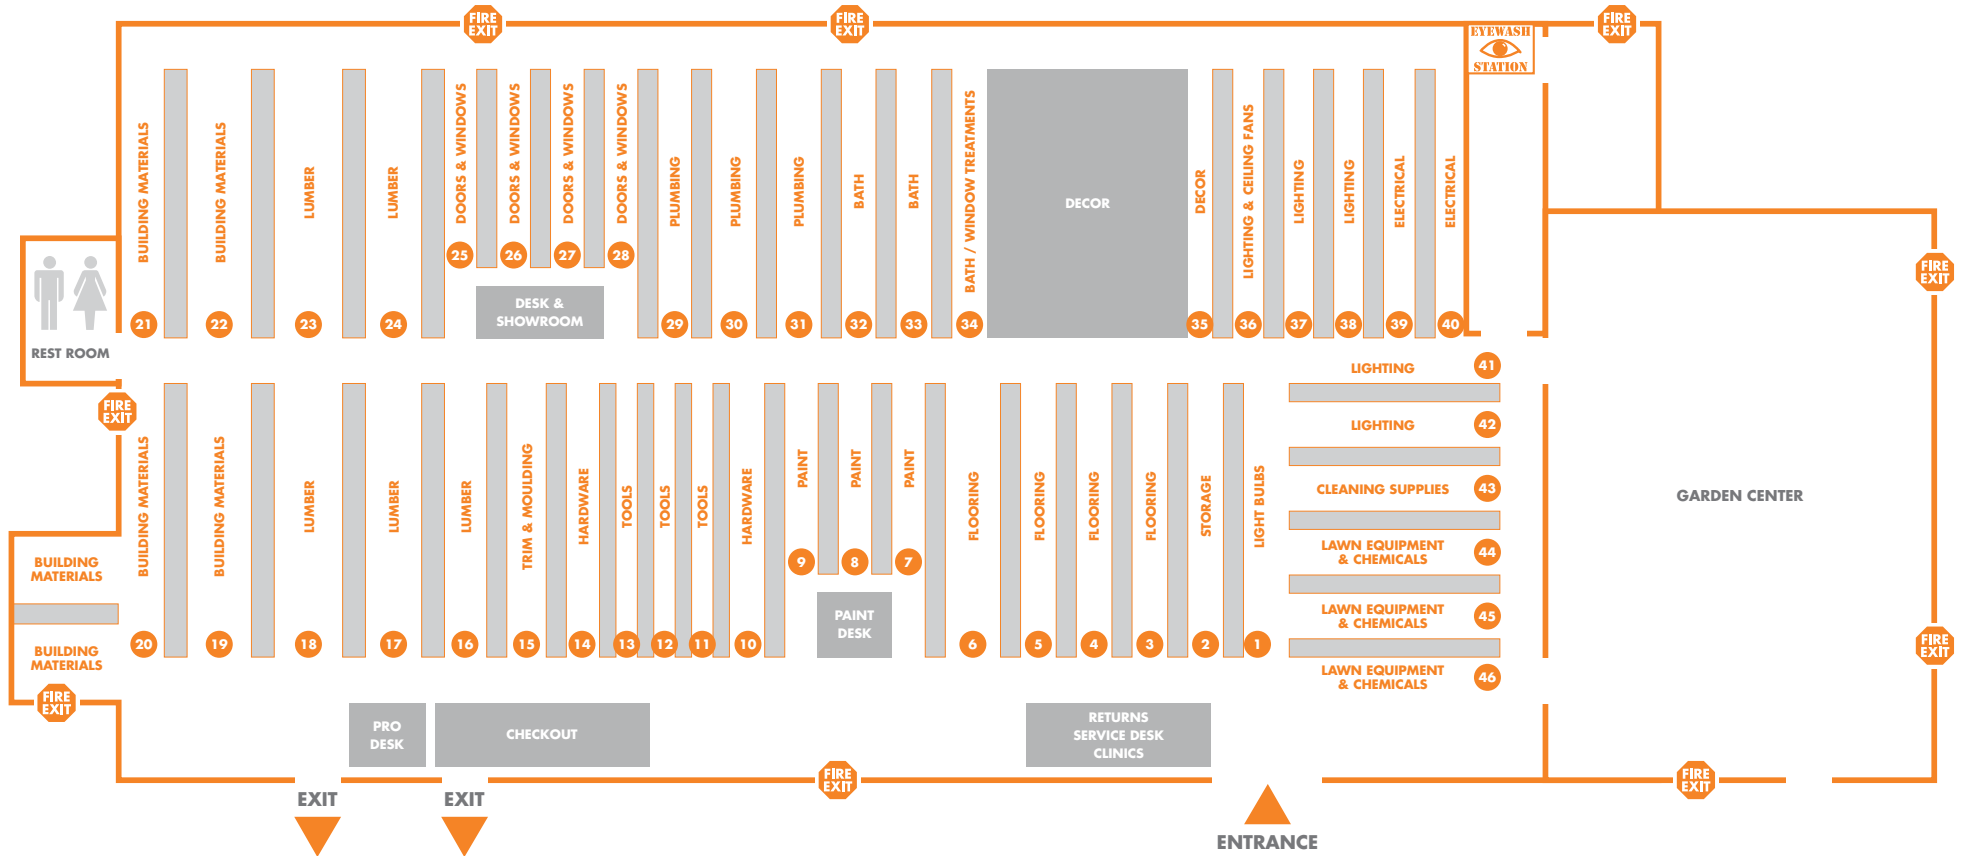 FIRE
EXIT
FIRE
EXIT
FIRE
EXIT
EYEWASH
STATION
BUILDING MATERIALS
BUILDING MATERIALS
LUMBER
LUMBER
DOORS & WINDOWS
DOORS & WINDOWS
DOORS & WINDOWS
DOORS & WINDOWS
PLUMBING
PLUMBING
PLUMBING
BATH
BATH
BATH / WINDOW TREATMENTS
DECOR
DECOR
LIGHTING & CEILING FANS
LIGHTING
LIGHTING
ELECTRICAL
ELECTRICAL
25
26
27
28
DESK &
SHOWROOM
21
22
23
24
29
30
31
32
33
34
35
36
37
38
39
40
REST ROOM
FIRE
EXIT
LIGHTING
41
LIGHTING
42
CLEANING SUPPLIES
43
LAWN EQUIPMENT
& CHEMICALS
44
LAWN EQUIPMENT
& CHEMICALS
45
LAWN EQUIPMENT
& CHEMICALS
46
GARDEN CENTER
FIRE
EXIT
FIRE
EXIT
BUILDING MATERIALS
BUILDING MATERIALS
LUMBER
LUMBER
LUMBER
TRIM & MOULDING
HARDWARE
TOOLS
TOOLS
TOOLS
HARDWARE
PAINT
PAINT
PAINT
FLOORING
FLOORING
FLOORING
FLOORING
STORAGE
LIGHT BULBS
9
8
7
PAINT
DESK
BUILDING
MATERIALS
BUILDING
MATERIALS
20
19
18
17
16
15
14
13
12
11
10
6
5
4
3
2
1
FIRE
EXIT
PRO
DESK
CHECKOUT
RETURNS
SERVICE DESK
CLINICS
FIRE
EXIT
FIRE
EXIT
EXIT
EXIT
ENTRANCE